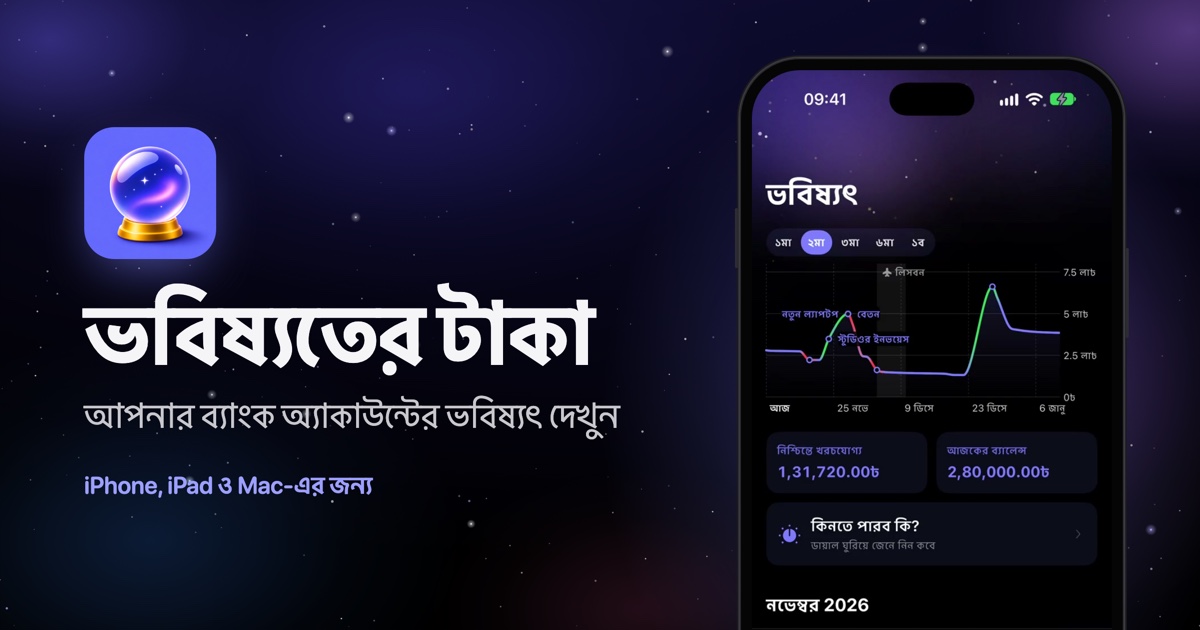 ভবিষ্যতের টাকা
আপনার ব্যাংক অ্যাকাউন্টের ভবিষ্যৎ দেখুন
iPhone, iPad ও Mac-এর জন্য
09:41
ভবিষ্যৎ
১মা ২মা ৩মা ৬মা ১ব
লিসবন
7.5 লা৳
নতুন ল্যাপটপ বেতন
5 লা৳
স্টুডিওর ইনভয়েস
2.5 লা৳
0৳
আজ 25 নভে 9 ডিসে 23 ডিসে 6 জানু
নিশ্চিন্তে খরচযোগ্য
1,31,720.00৳
আজকের ব্যালেন্স
2,80,000.00৳
কিনতে পারব কি?
ডায়াল ঘুরিয়ে জেনে নিন কবে
নভেম্বর 2026